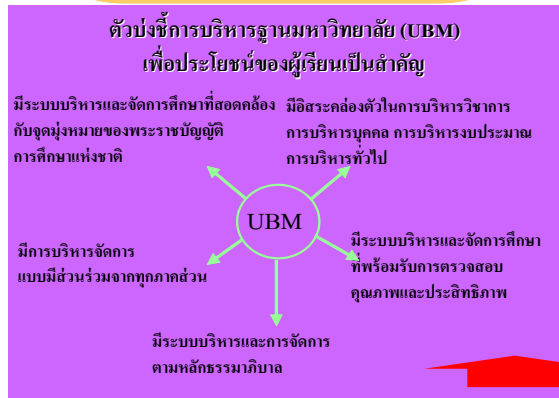 ตัวบ่งชี้การบริหารฐานมหาวิทยาลัย (UBM)
เพื่อประโยชน์ของผู้เรียนเป็นสำคัญ
มีระบบบริหารและจัดการศึกษาที่สอดคล้อง
กับจุดมุ่งหมายของพระราชบัญญัติ
การศึกษาแห่งชาติ
มีอิสระคล่องตัวในการบริหารวิชาการ
การบริหารบุคคล การบริหารงบประมาณ
การบริหารทั่วไป
UBM
มีการบริหารจัดการ
แบบมีส่วนร่วมจากทุกภาคส่วน
มีระบบบริหารและจัดการศึกษา
ที่พร้อมรับการตรวจสอบ
คุณภาพและประสิทธิภาพ
มีระบบบริหารและการจัดการ
ตามหลักธรรมาภิบาล